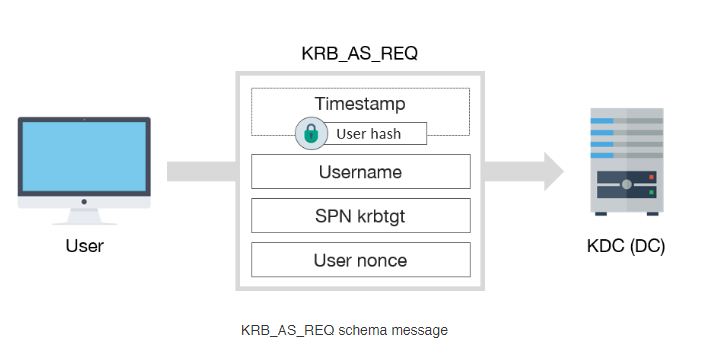 KRB_AS_REQ
Timestamp
User hash
Username
SPN krbtgt
User nonce
User
KDC (DC)
KRB_AS_REQ schema message